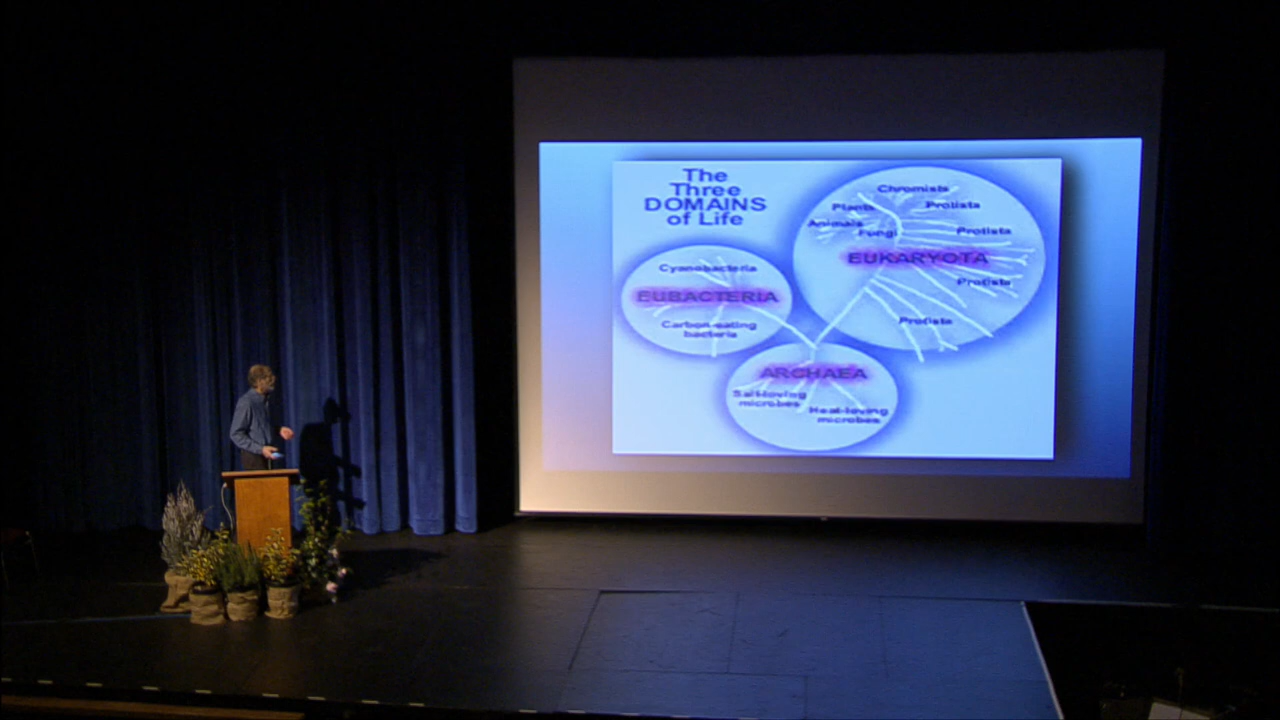 The
Three
DOMAINS
of Life
Chromists
Plants
Protista
Animals
Fungi
Protista
EUKARYOTA
Protista
Protista
Cyanobacteria
EUBACTERIA
Carbon-eating
bacteria
ARCHAEA
Salt-loving
microbes
Heat-loving
microbes